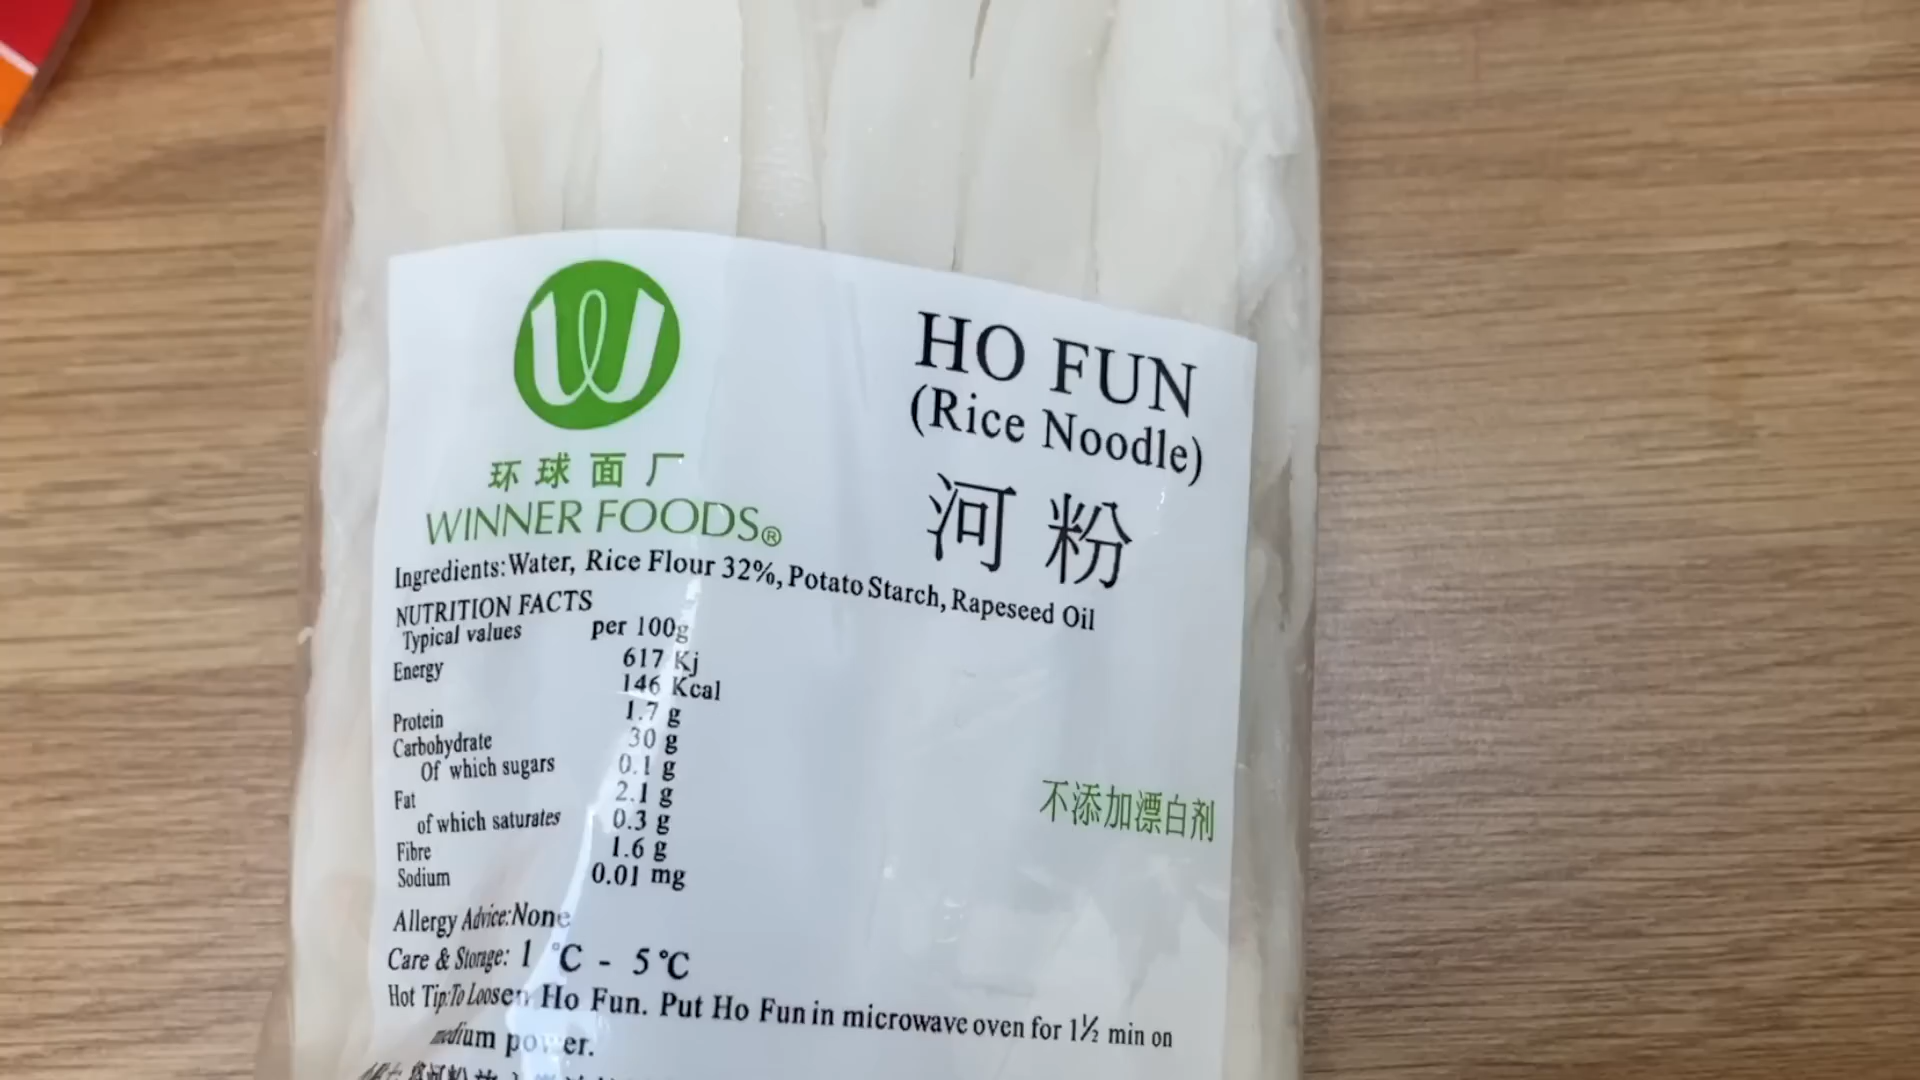 环球面厂
WINNER FOODS®
HO FUN
(Rice Noodle)
河粉
Ingredients: Water, Rice Flour 32%, Potato Starch, Rapeseed Oil
NUTRITION FACTS
Typical values per 100g
Energy 617 Kj
146 Kcal
Protein 1.7 g
Carbohydrate 30 g
Of which sugars 0.1 g
Fat 2.1 g
of which saturates 0.3 g
Fibre 1.6 g
Sodium 0.01 mg
不添加漂白剂
Allergy Advice: None
Care & Storage: 1 °C - 5 °C
Hot Tip: To Loosen Ho Fun. Put Ho Fun in microwave oven for 1½ min on
medium power.